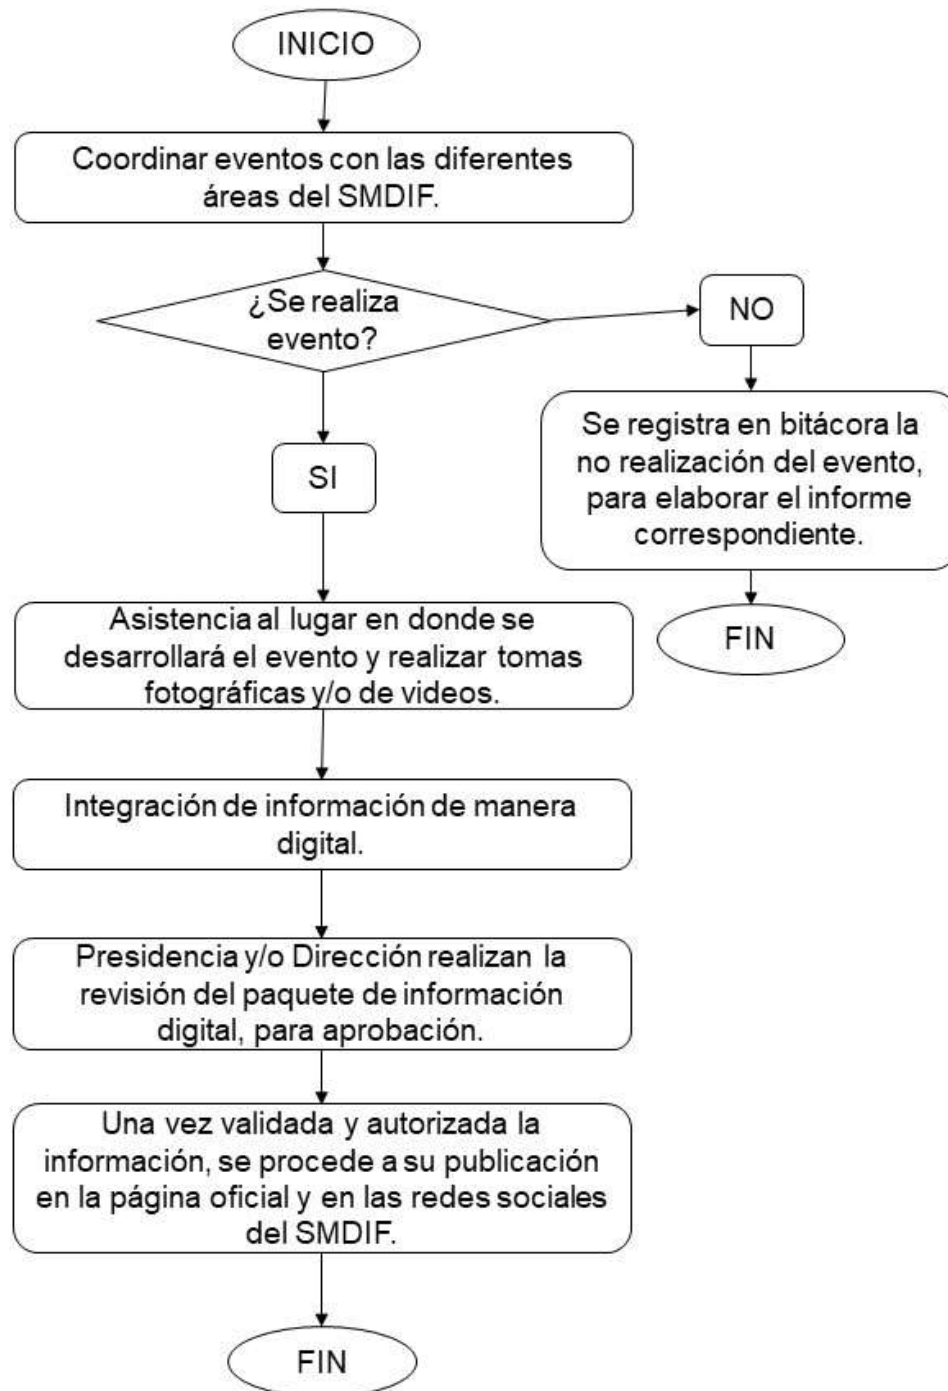 INICIO
Coordinar eventos con las diferentes
áreas del SMDIF.
¿Se realiza
evento?
NO
SI
Se registra en bitácora la
no realización del evento,
para elaborar el informe
correspondiente.
FIN
Asistencia al lugar en donde se
desarrollará el evento y realizar tomas
fotográficas y/o de videos.
Integración de información de manera
digital.
Presidencia y/o Dirección realizan la
revisión del paquete de información
digital, para aprobación.
Una vez validada y autorizada la
información, se procede a su publicación
en la página oficial y en las redes sociales
del SMDIF.
FIN